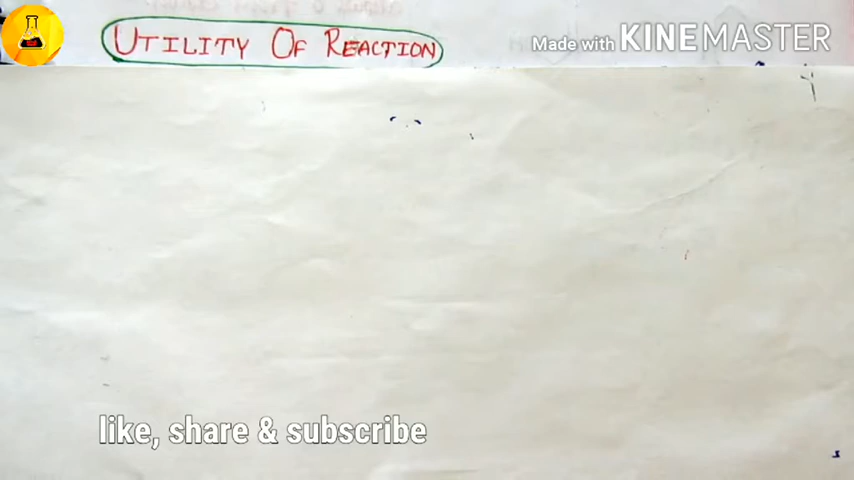 UTILITY OF REACTION
Made with KINEMASTER
like, share & subscribe